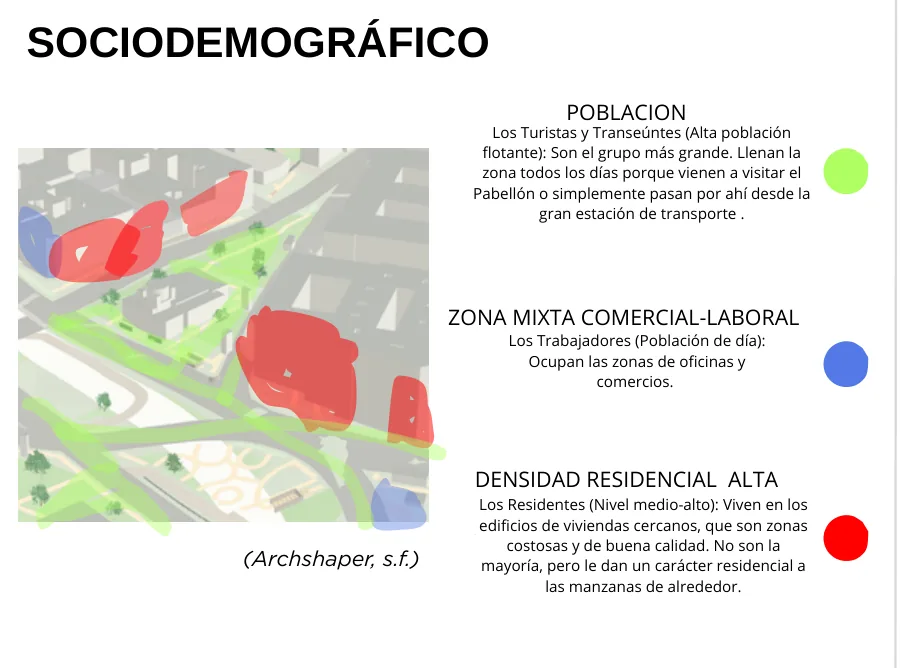 SOCIODEMOGRÁFICO
POBLACION
Los Turistas y Transeúntes (Alta población
flotante): Son el grupo más grande. Llenan la
zona todos los días porque vienen a visitar el
Pabellón o simplemente pasan por ahí desde la
gran estación de transporte .
ZONA MIXTA COMERCIAL-LABORAL
Los Trabajadores (Población de día):
Ocupan las zonas de oficinas y
comercios.
DENSIDAD RESIDENCIAL  ALTA
Los Residentes (Nivel medio-alto): Viven en los
edificios de viviendas cercanos, que son zonas
costosas y de buena calidad. No son la
mayoría, pero le dan un carácter residencial a
las manzanas de alrededor.
(Archshaper, s.f.)